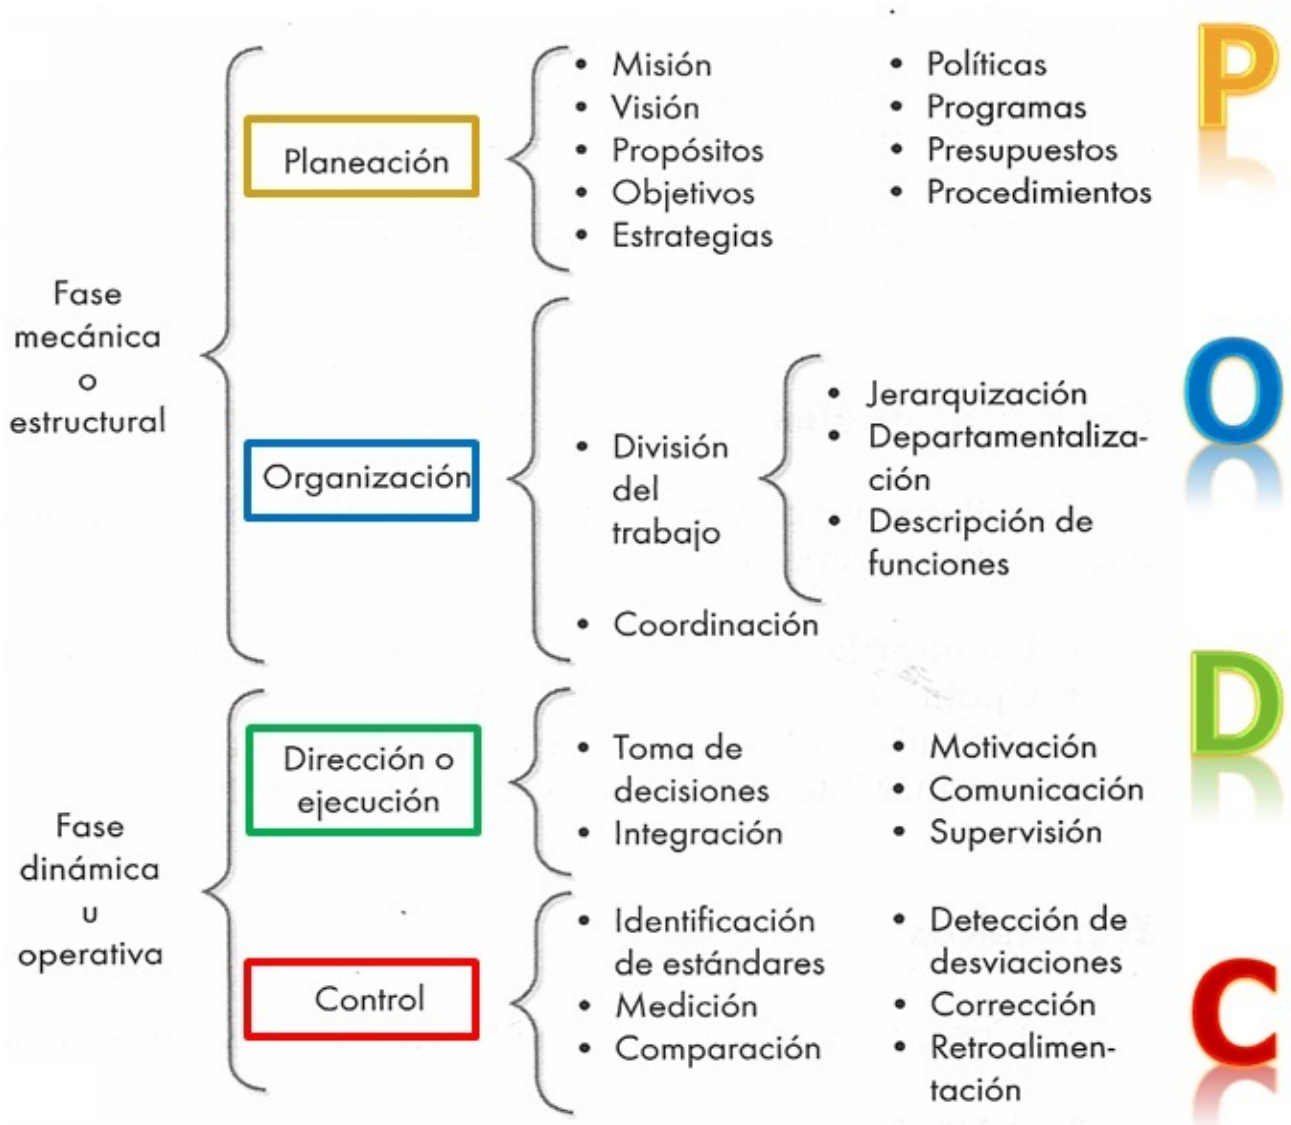 Fase
mecánica
o
estructural
Planeación
• Misión
• Visión
• Propósitos
• Objetivos
• Estrategias
• Políticas
• Programas
• Presupuestos
• Procedimientos
P
Organización
• División
del
trabajo
• Jerarquización
• Departamentaliza-
ción
• Descripción de
funciones
• Coordinación
O
Fase
dinámica
u
operativa
Dirección o
ejecución
• Toma de
decisiones
• Integración
• Motivación
• Comunicación
• Supervisión
D
Control
• Identificación
de estándares
• Medición
• Comparación
• Detección de
desviaciones
• Corrección
• Retroalimen-
tación
C